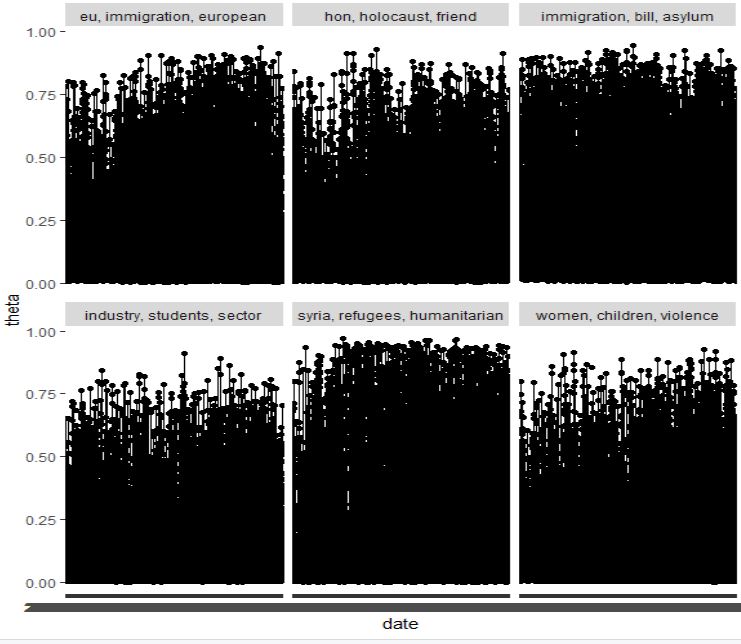 eu, immigration, european
hon, holocaust, friend
immigration, bill, asylum
1.00
0.75
0.50
0.25
0.00
theta
industry, students, sector
syria, refugees, humanitarian
women, children, violence
1.00
0.75
0.50
0.25
0.00
date